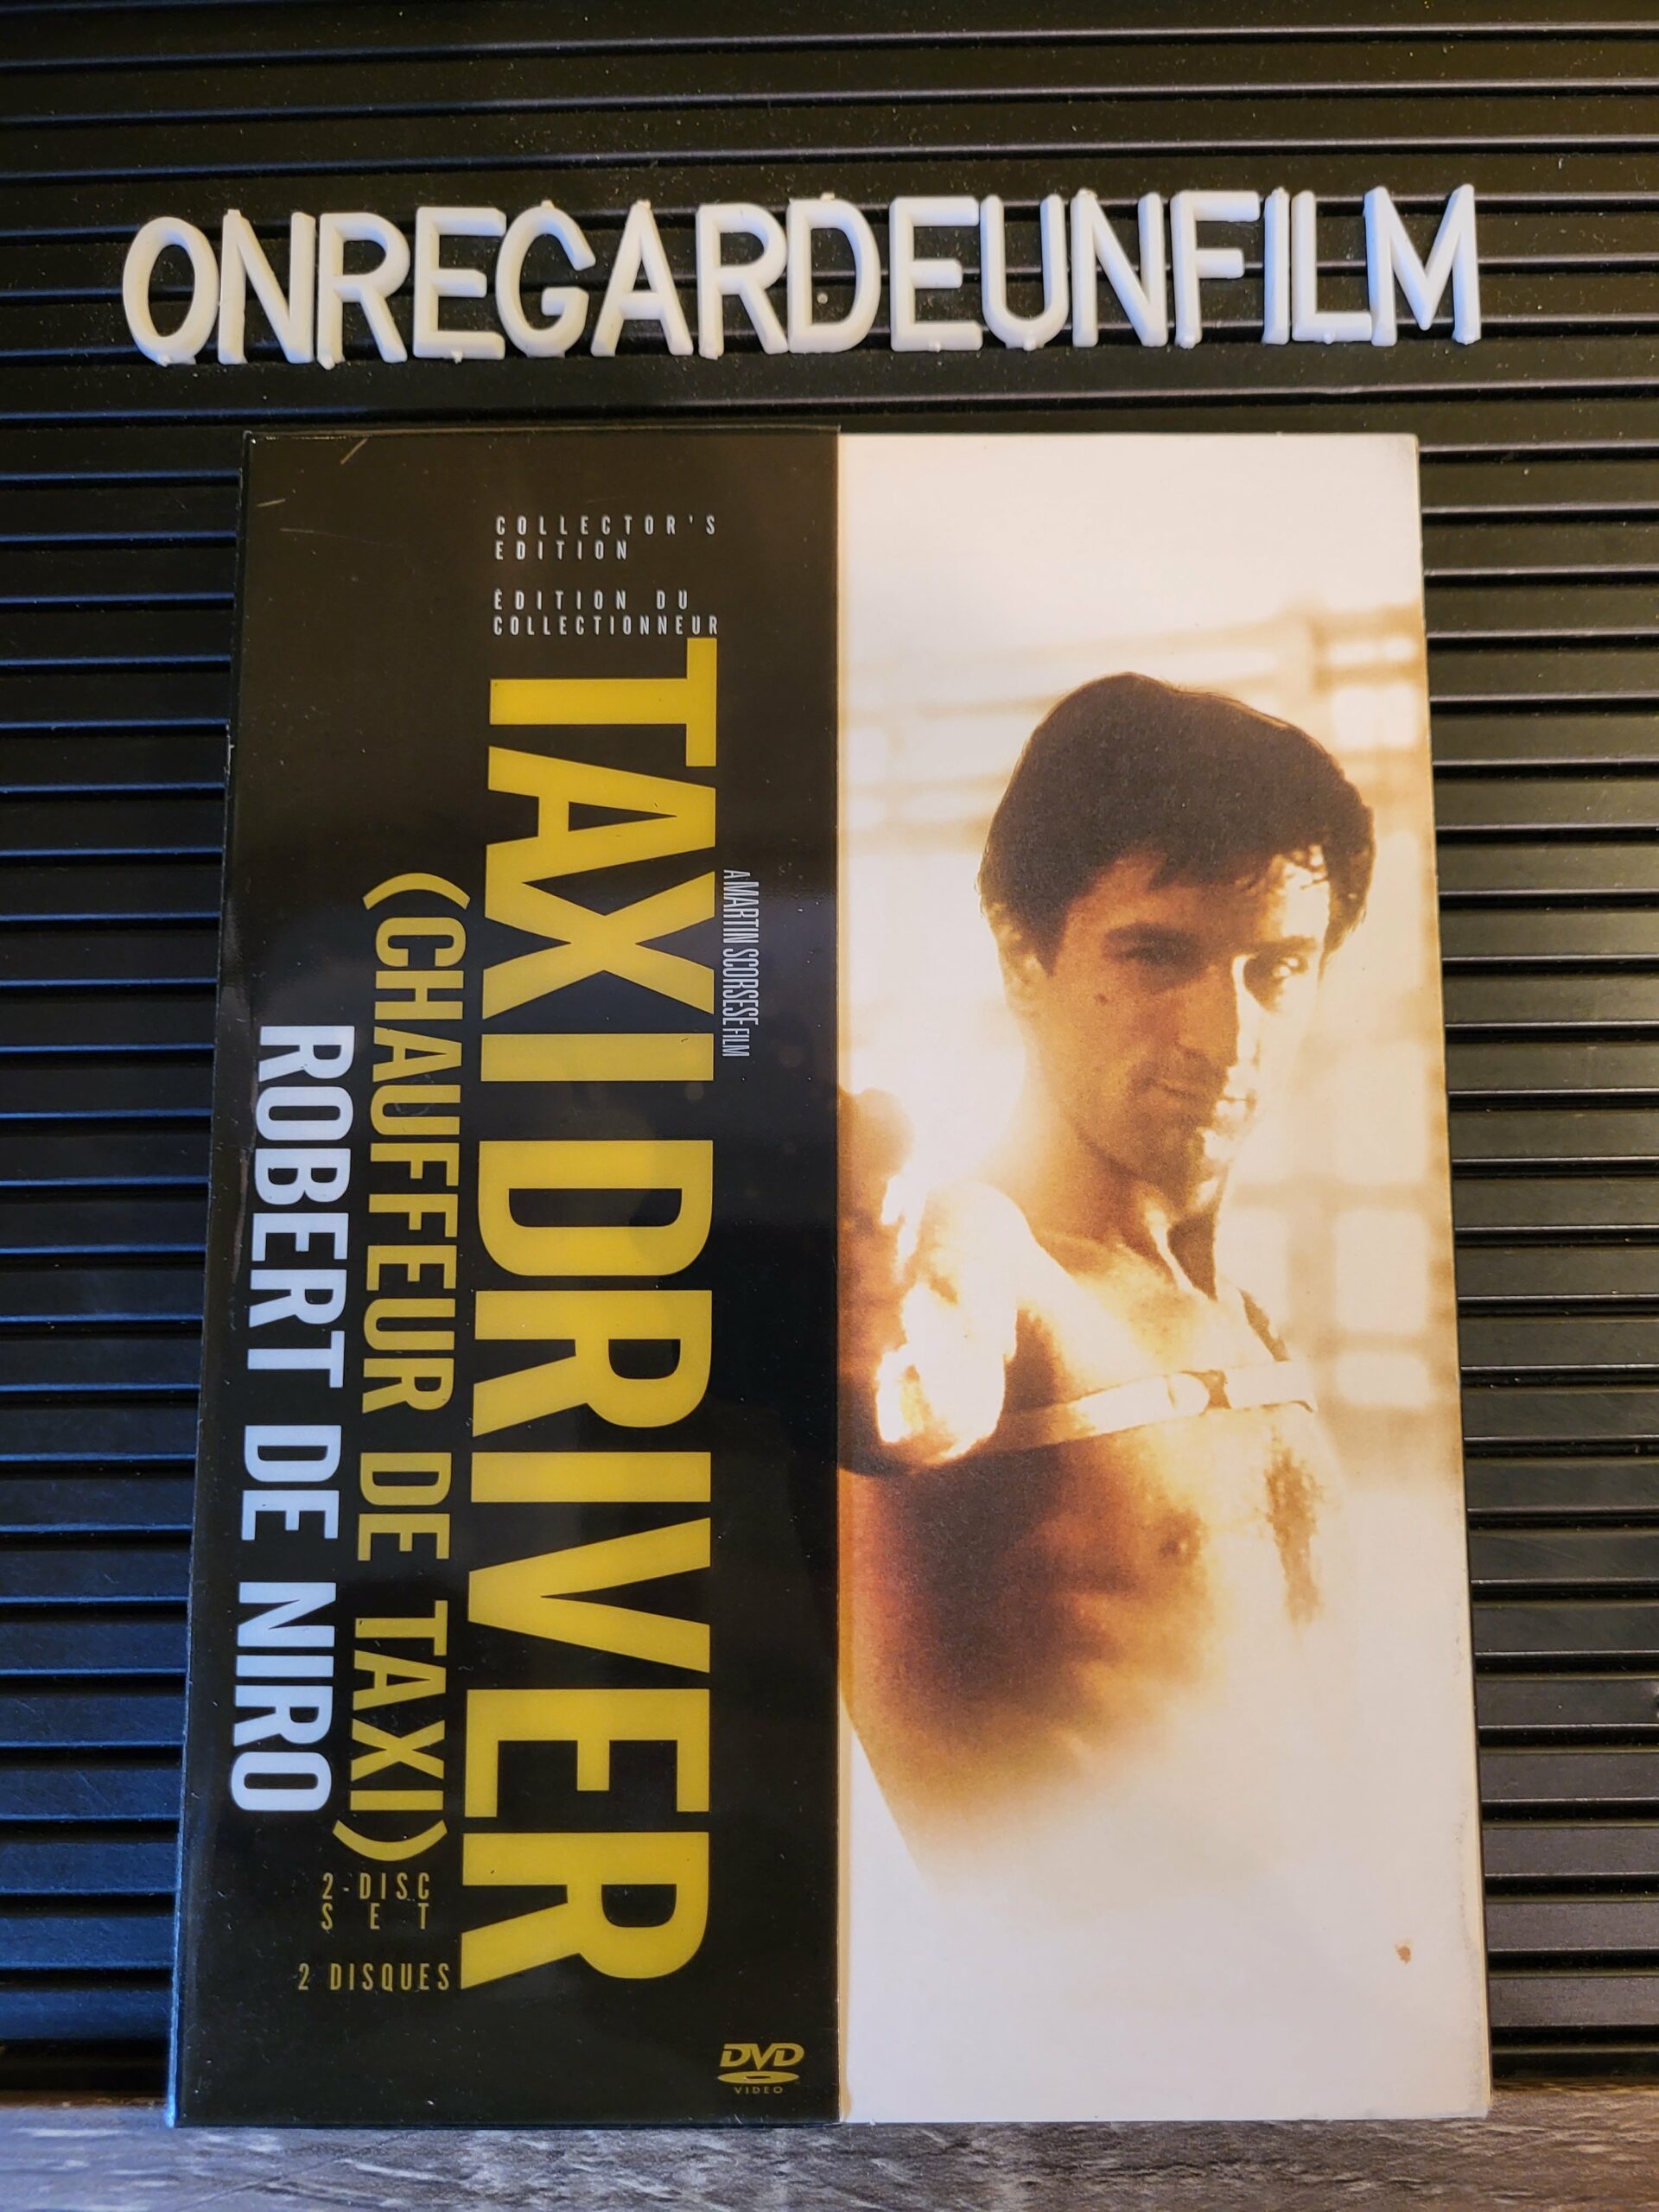 ONREGARDEUNFILM
COLLECTOR'S
EDITION
ÉDITION DU
COLLECTIONNEUR
A MARTIN SCORSESE FILM
TAXI DRIVER
(CHAUFFEUR DE TAXI)
ROBERT DE NIRO
2-DISC
SET
2 DISQUES
DVD
VIDEO